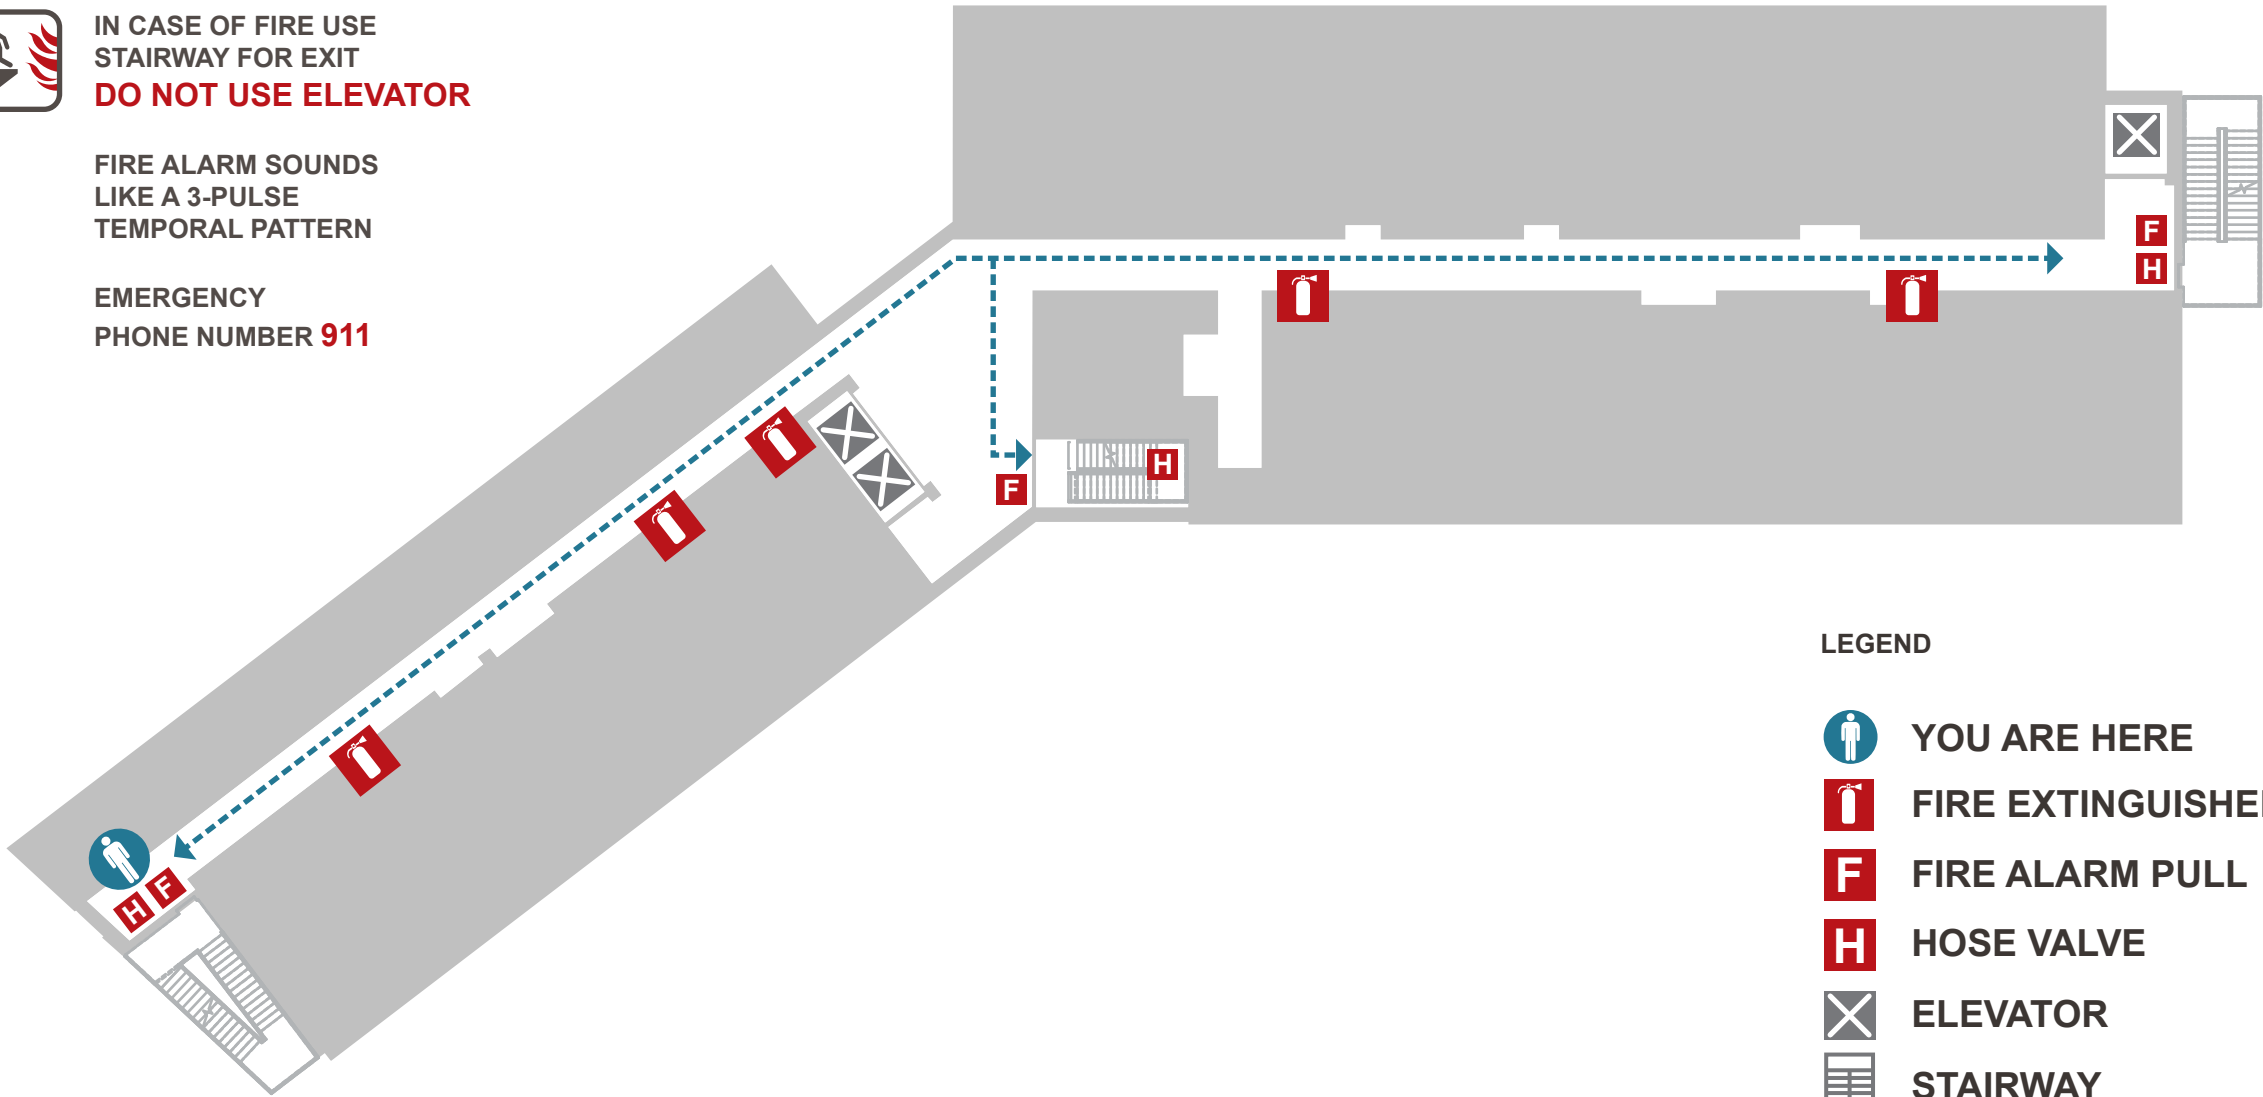 IN CASE OF FIRE USE
STAIRWAY FOR EXIT
DO NOT USE ELEVATOR
FIRE ALARM SOUNDS
LIKE A 3-PULSE
TEMPORAL PATTERN
EMERGENCY
PHONE NUMBER 911
F
H
H
F
F
H
LEGEND
YOU ARE HERE
FIRE EXTINGUISHE
F FIRE ALARM PULL
H HOSE VALVE
ELEVATOR
STAIRWAY